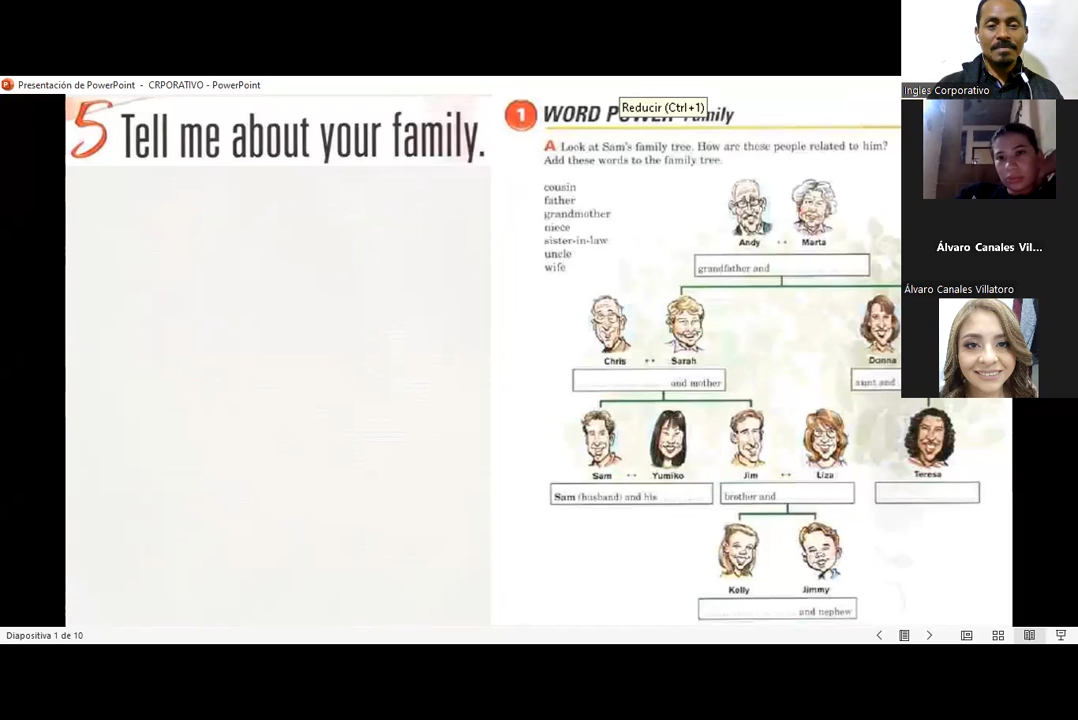 Presentación de PowerPoint - CRPORATIVO - PowerPoint
5 Tell me about your family.
1 WORD Family
Reducir (Ctrl+1)
A Look at Sam's family tree. How are these people related to him?
Add these words to the family tree.
cousin
father
grandmother
niece
sister-in-law
uncle
wife
Andy Marta
grandfather and
Chris Sarah Donna
and mother
aunt and
Sam Yumiko Jim Liza Teresa
Sam (husband) and his
brother and
Kelly Jimmy
and nephew
Diapositiva 1 de 10
Ingles Corporativo
Álvaro Canales Vil...
Álvaro Canales Villatoro